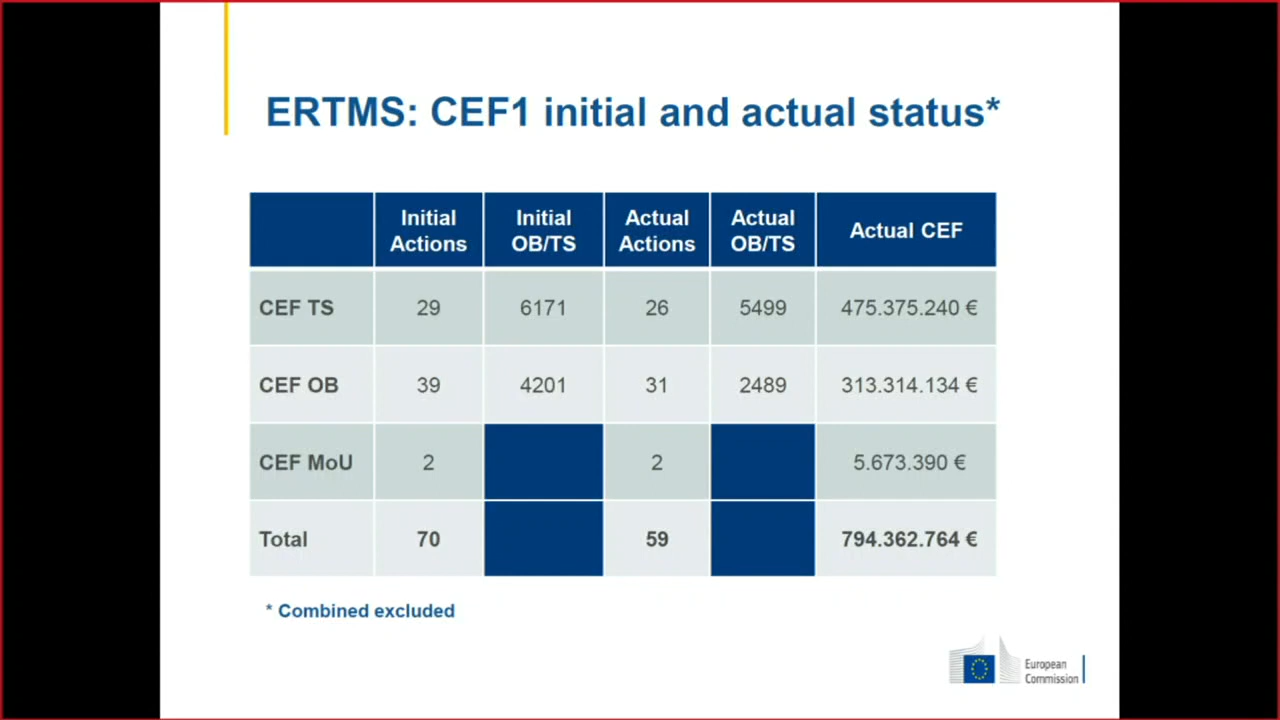 ERTMS: CEF1 initial and actual status*
Initial Actions Initial OB/TS Actual Actions Actual OB/TS Actual CEF
CEF TS 29 6171 26 5499 475.375.240 €
CEF OB 39 4201 31 2489 313.314.134 €
CEF MoU 2 2 5.673.390 €
Total 70 59 794.362.764 €
* Combined excluded
European
Commission